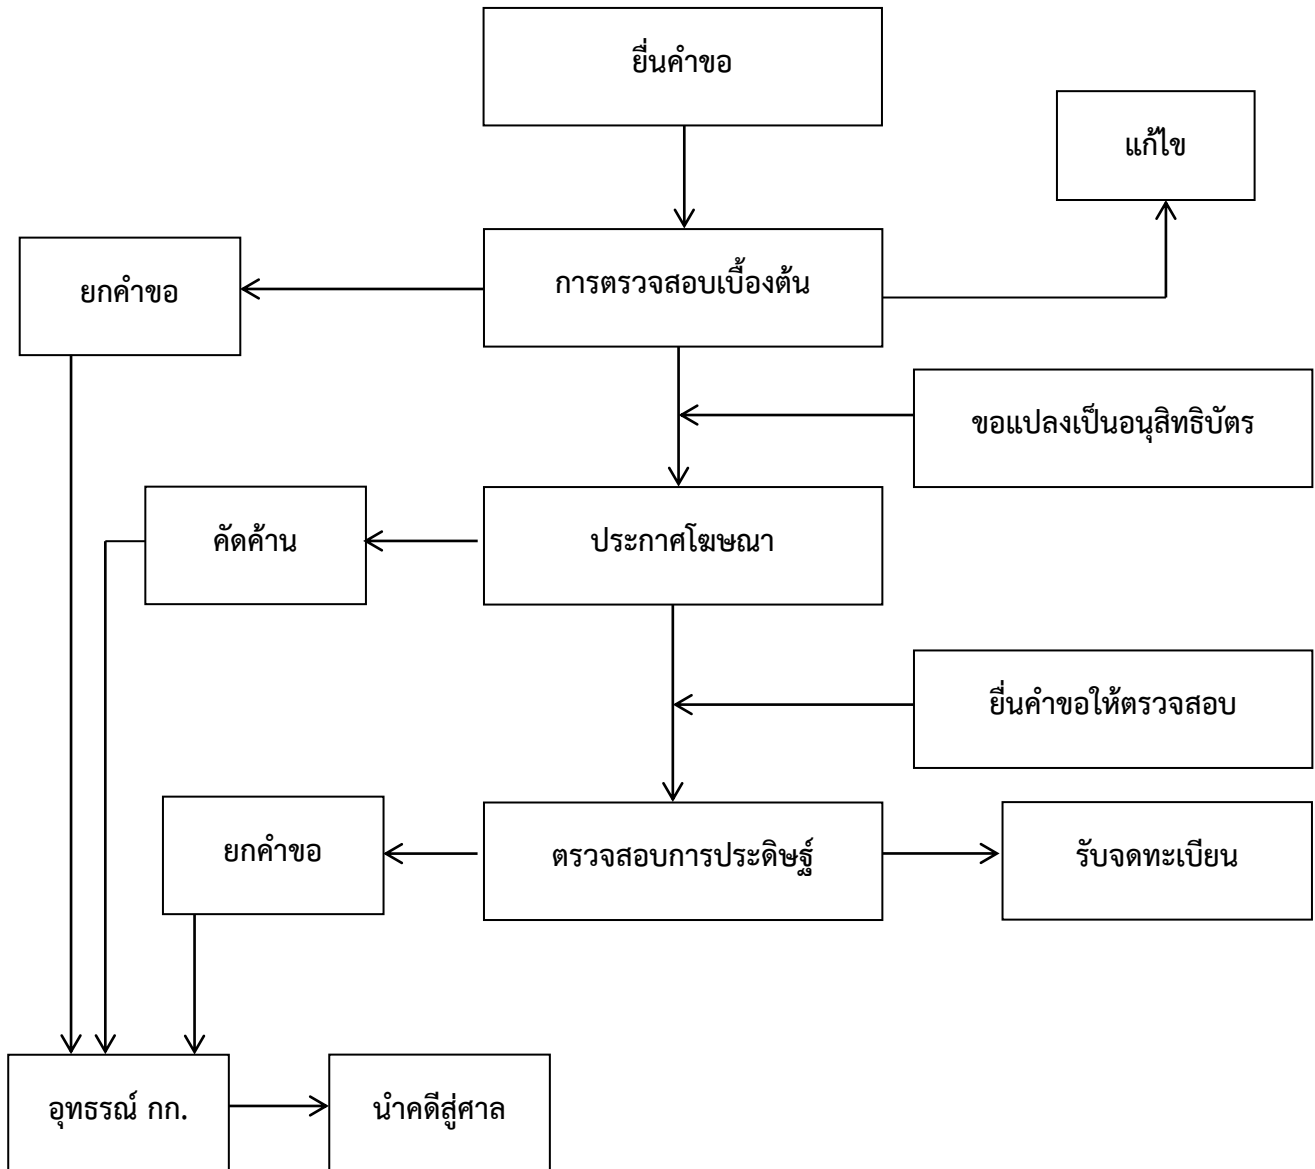 ยื่นคำขอ
แก้ไข
การตรวจสอบเบื้องต้น
ยกคำขอ
ขอแปลงเป็นอนุสิทธิบัตร
คัดค้าน
ประกาศโฆษณา
ยื่นคำขอให้ตรวจสอบ
ยกคำขอ
ตรวจสอบการประดิษฐ์
รับจดทะเบียน
อุทธรณ์ กก.
นำคดีสู่ศาล